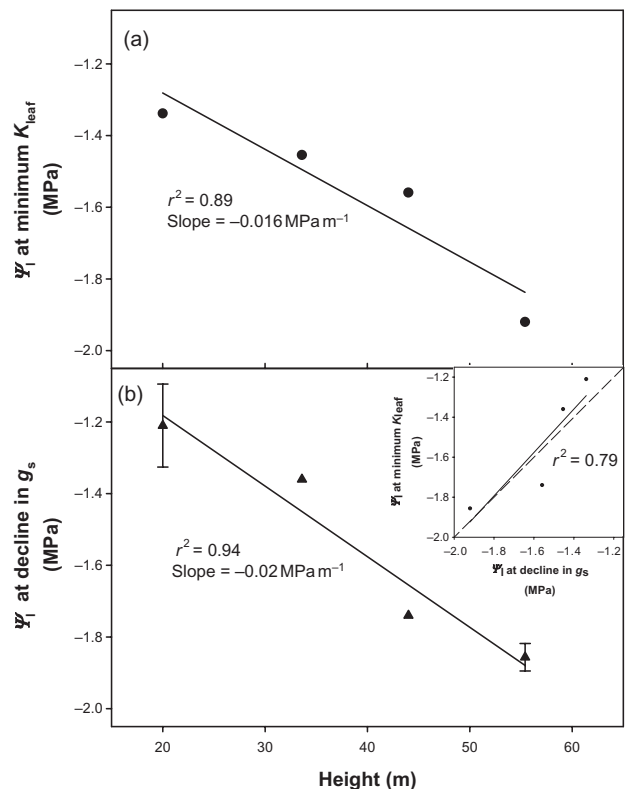 (a)
−1.2
−1.4
−1.6
−1.8
−2.0
Ψl at minimum Kleaf
(MPa)
r² = 0.89
Slope = −0.016 MPa m⁻¹
(b)
−1.2
−1.4
−1.6
−1.8
−2.0
Ψl at decline in gs
(MPa)
r² = 0.94
Slope = −0.02 MPa m⁻¹
−1.2
−1.4
−1.6
−1.8
−2.0
Ψl at minimum Kleaf
(MPa)
r² = 0.79
−2.0 −1.8 −1.6 −1.4 −1.2
Ψl at decline in gs
(MPa)
20 30 40 50 60
Height (m)